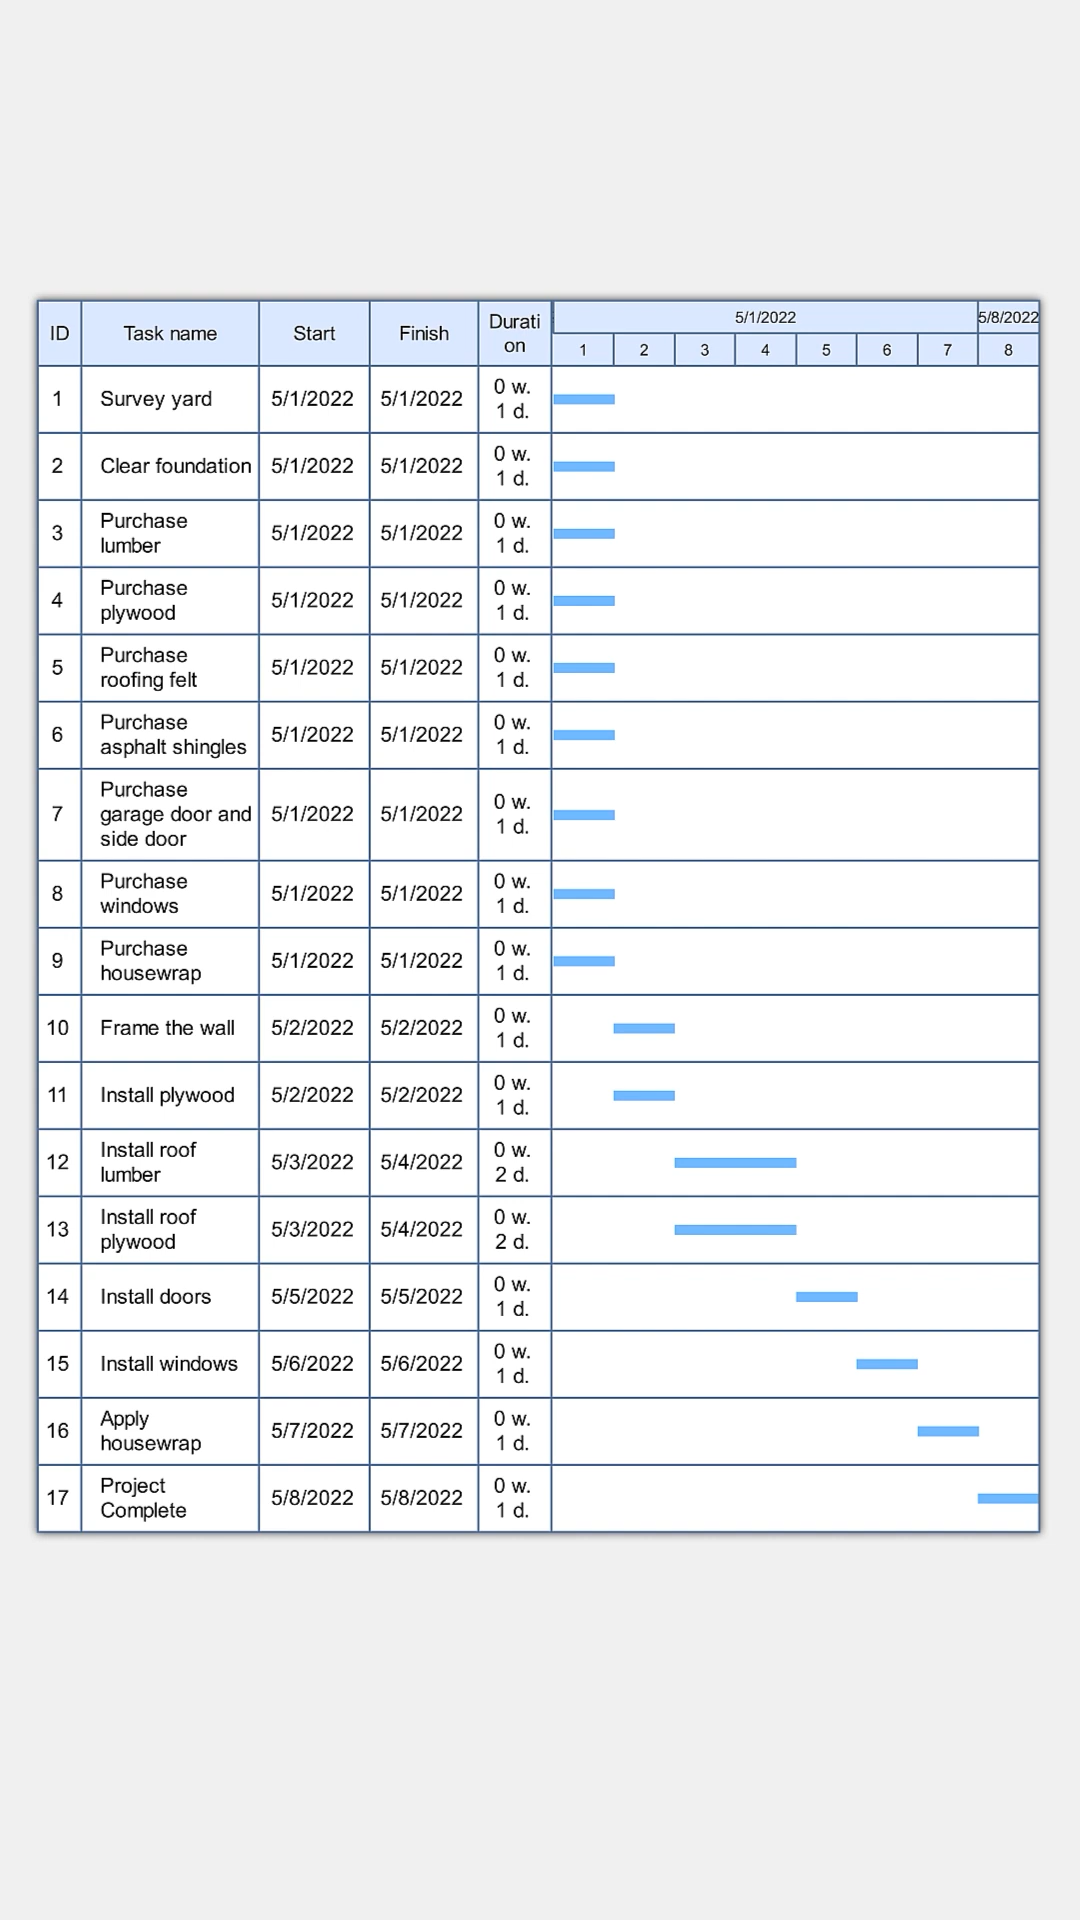 ID Task name Start Finish Durati
on 5/1/2022 5/8/2022
1 2 3 4 5 6 7 8
1 Survey yard 5/1/2022 5/1/2022 0 w.
1 d.
2 Clear foundation 5/1/2022 5/1/2022 0 w.
1 d.
3 Purchase
lumber 5/1/2022 5/1/2022 0 w.
1 d.
4 Purchase
plywood 5/1/2022 5/1/2022 0 w.
1 d.
5 Purchase
roofing felt 5/1/2022 5/1/2022 0 w.
1 d.
6 Purchase
asphalt shingles 5/1/2022 5/1/2022 0 w.
1 d.
7 Purchase
garage door and
side door 5/1/2022 5/1/2022 0 w.
1 d.
8 Purchase
windows 5/1/2022 5/1/2022 0 w.
1 d.
9 Purchase
housewrap 5/1/2022 5/1/2022 0 w.
1 d.
10 Frame the wall 5/2/2022 5/2/2022 0 w.
1 d.
11 Install plywood 5/2/2022 5/2/2022 0 w.
1 d.
12 Install roof
lumber 5/3/2022 5/4/2022 0 w.
2 d.
13 Install roof
plywood 5/3/2022 5/4/2022 0 w.
2 d.
14 Install doors 5/5/2022 5/5/2022 0 w.
1 d.
15 Install windows 5/6/2022 5/6/2022 0 w.
1 d.
16 Apply
housewrap 5/7/2022 5/7/2022 0 w.
1 d.
17 Project
Complete 5/8/2022 5/8/2022 0 w.
1 d.